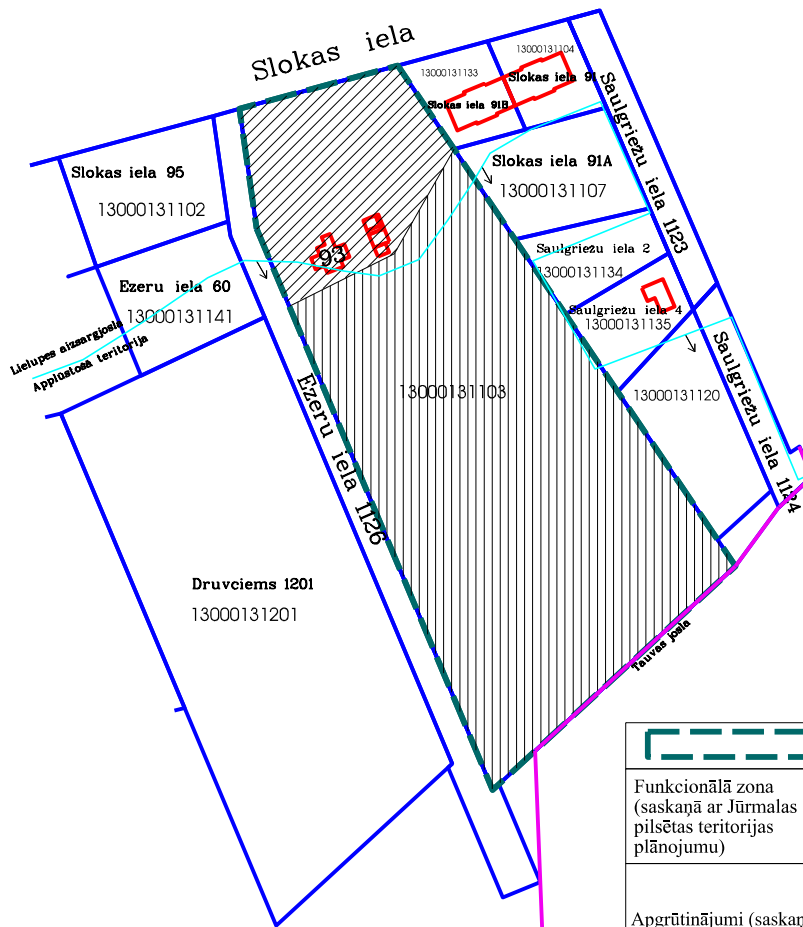 Slokas iela
13000131104
13000131133
Slokas iela 91
Slokas iela 91B
Saulgriežu iela 1123
Slokas iela 95
13000131102
Slokas iela 91A
13000131107
Saulgriežu iela 2
13000131134
93
Ezeru iela 60
13000131141
Saulgriežu iela 4
13000131135
Lielupes aizsargjosla
Applūstošā teritorija
13000131103
13000131120
Saulgriežu iela 1124
Ezeru iela 1126
Druvciems 1201
13000131201
Tauvas josla
Funkcionālā zona
(saskaņā ar Jūrmalas
pilsētas teritorijas
plānojumu)
Apgrūtinājumi (saskaņ